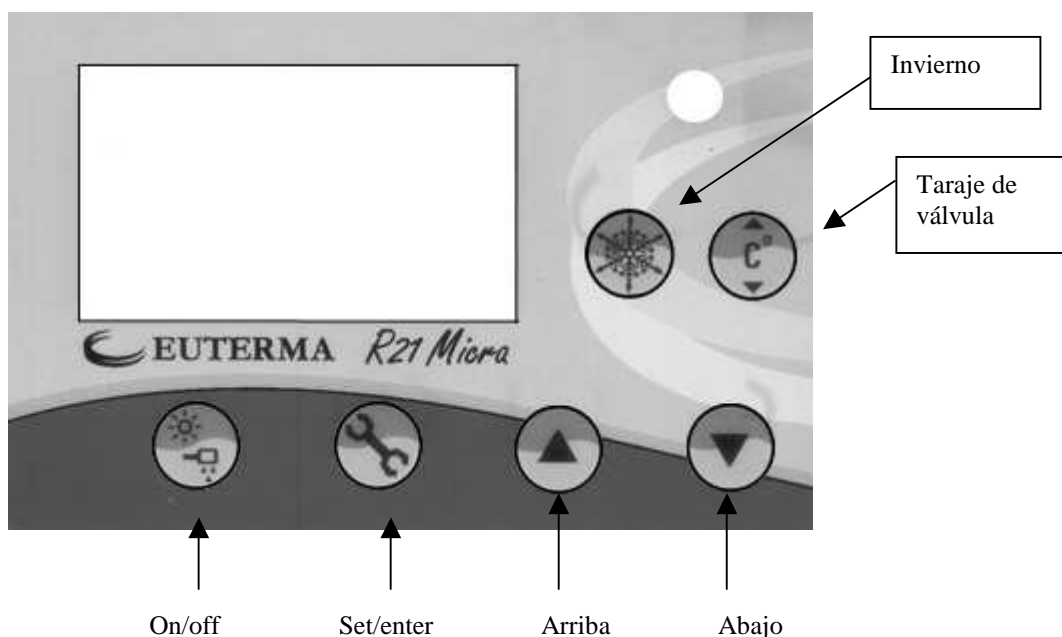 Invierno
Taraje de
válvula
C°
EUTERMA R21 Micra
On/off Set/enter Arriba Abajo